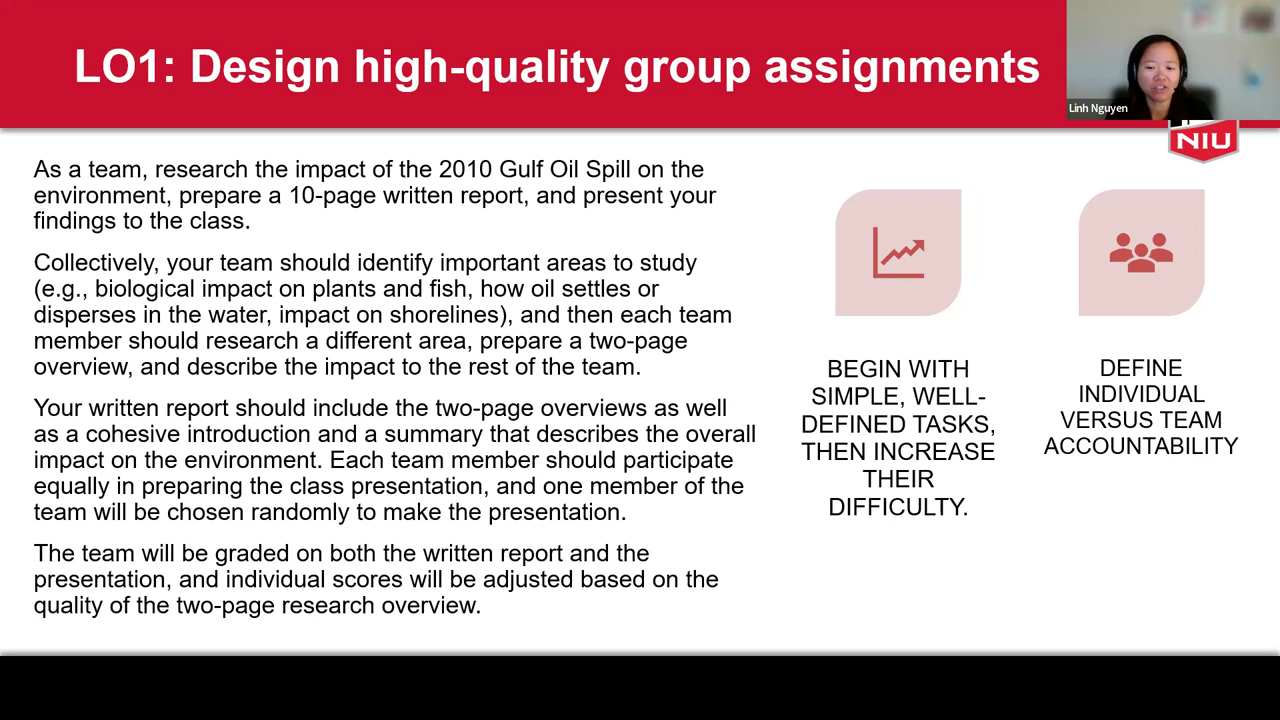 LO1: Design high-quality group assignments
Linh Nguyen
NIU
As a team, research the impact of the 2010 Gulf Oil Spill on the
environment, prepare a 10-page written report, and present your
findings to the class.
Collectively, your team should identify important areas to study
(e.g., biological impact on plants and fish, how oil settles or
disperses in the water, impact on shorelines), and then each team
member should research a different area, prepare a two-page
overview, and describe the impact to the rest of the team.
Your written report should include the two-page overviews as well
as a cohesive introduction and a summary that describes the overall
impact on the environment. Each team member should participate
equally in preparing the class presentation, and one member of the
team will be chosen randomly to make the presentation.
The team will be graded on both the written report and the
presentation, and individual scores will be adjusted based on the
quality of the two-page research overview.
BEGIN WITH
SIMPLE, WELL-
DEFINED TASKS,
THEN INCREASE
THEIR
DIFFICULTY.
DEFINE
INDIVIDUAL
VERSUS TEAM
ACCOUNTABILITY